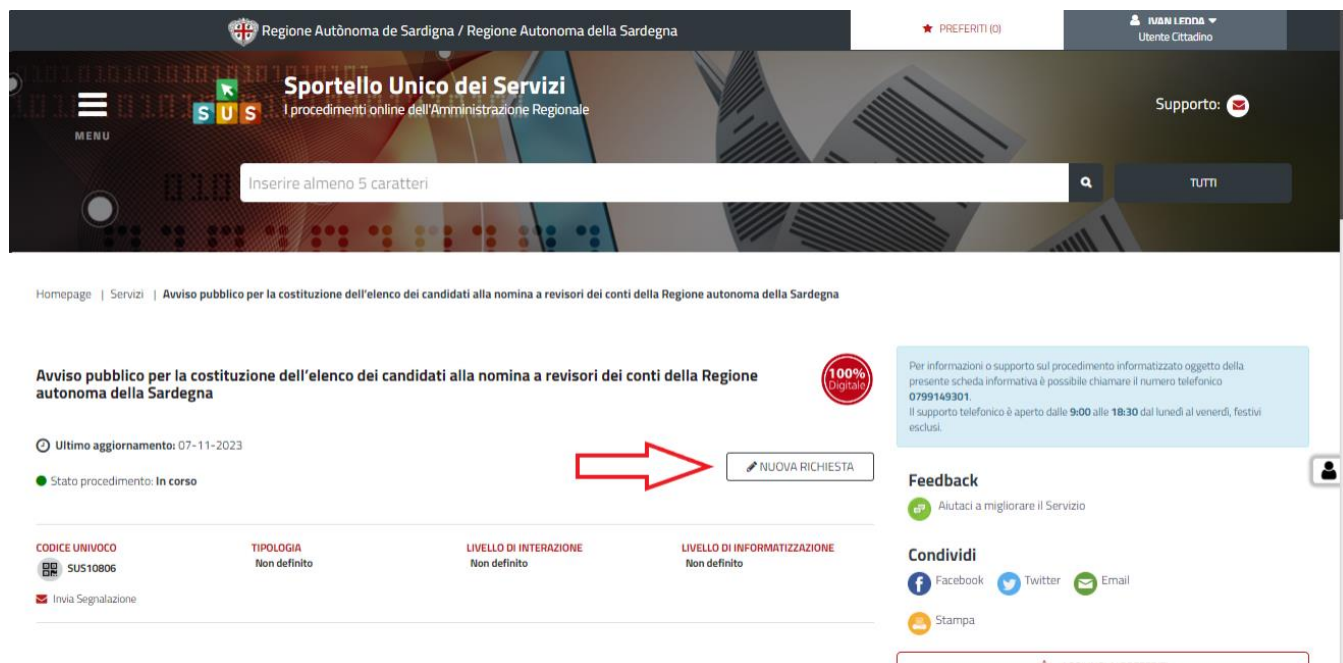 Regione Autònoma de Sardigna / Regione Autonoma della Sardegna
PREFERITI (0)
IVAN LEDDA
Utente Cittadino
MENU
SUS
Sportello Unico dei Servizi
I procedimenti online dell'Amministrazione Regionale
Supporto:
Inserire almeno 5 caratteri
TUTTI
Homepage | Servizi | Avviso pubblico per la costituzione dell'elenco dei candidati alla nomina a revisori dei conti della Regione autonoma della Sardegna
Avviso pubblico per la costituzione dell'elenco dei candidati alla nomina a revisori dei conti della Regione
autonoma della Sardegna
100%
Digitale
Ultimo aggiornamento: 07-11-2023
Stato procedimento: In corso
NUOVA RICHIESTA
CODICE UNIVOCO
SUS10806
TIPOLOGIA
Non definito
LIVELLO DI INTERAZIONE
Non definito
LIVELLO DI INFORMATIZZAZIONE
Non definito
Invia Segnalazione
Per informazioni o supporto sul procedimento informatizzato oggetto della
presente scheda informativa è possibile chiamare il numero telefonico
0799149301.
Il supporto telefonico è aperto dalle 9:00 alle 18:30 dal lunedì al venerdì, festivi
esclusi.
Feedback
Aiutaci a migliorare il Servizio
Condividi
Facebook
Twitter
Email
Stampa